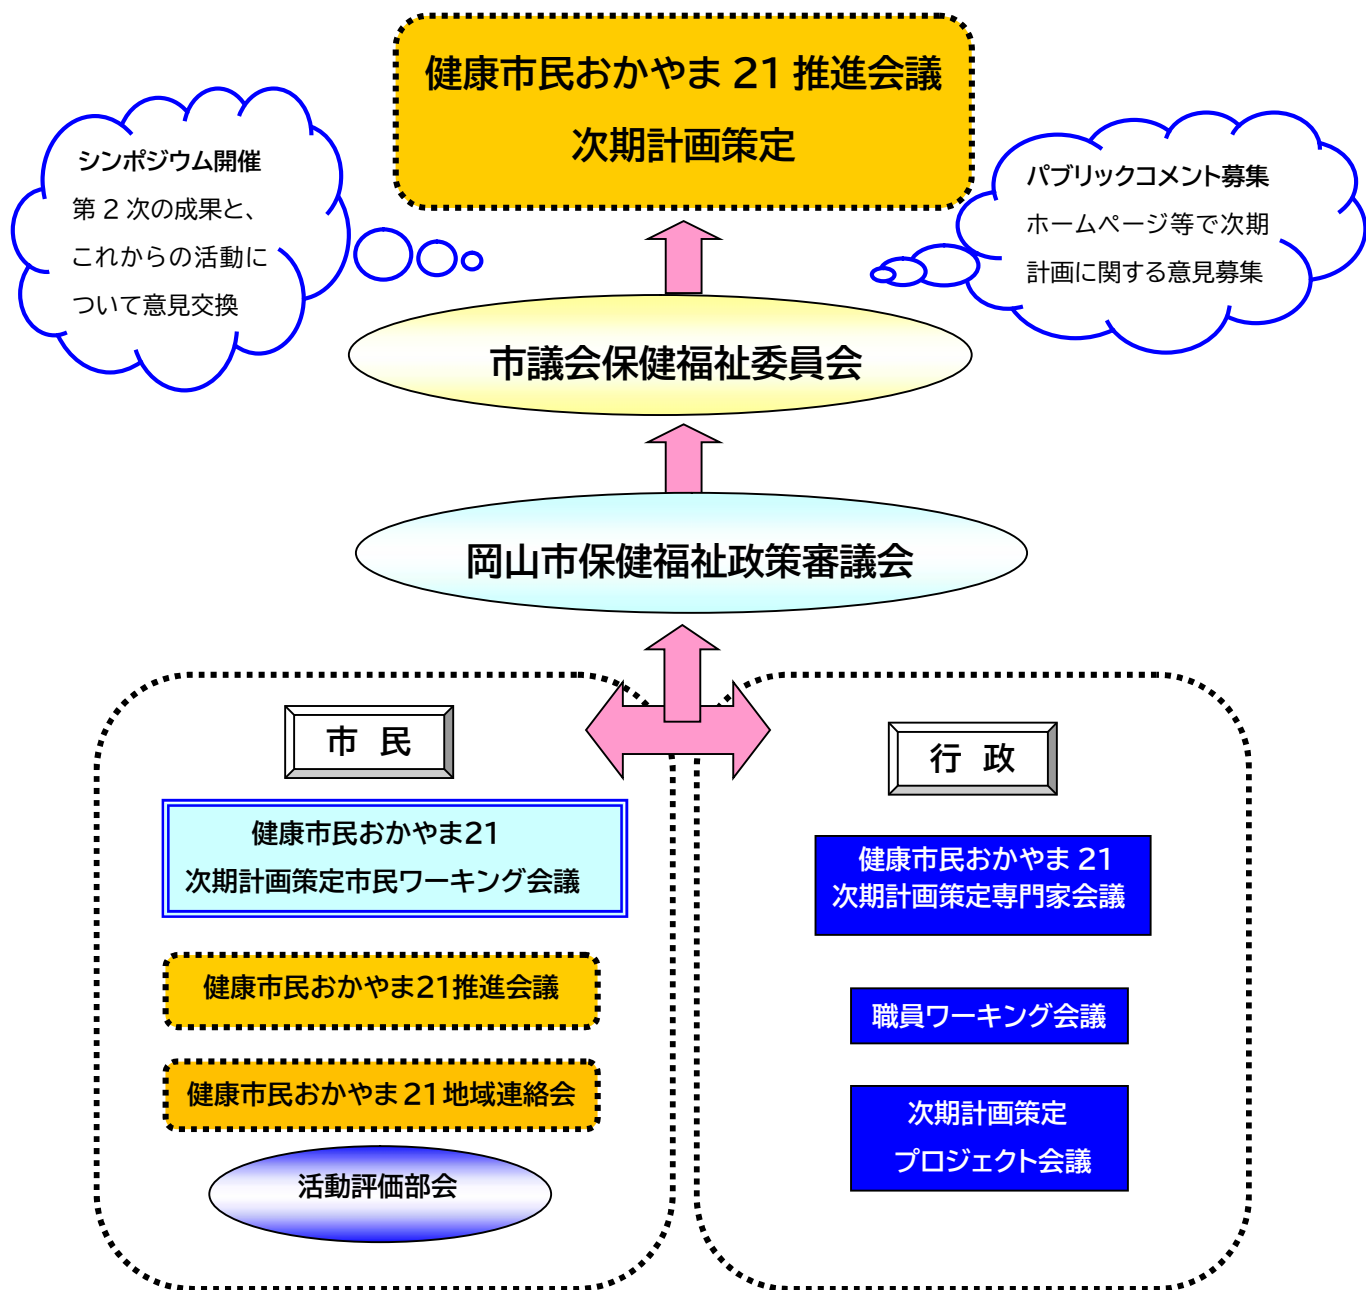 健康市民おかやま 21 推進会議
次期計画策定
シンポジウム開催
第 2 次の成果と、
これからの活動に
ついて意見交換
パブリックコメント募集
ホームページ等で次期
計画に関する意見募集
市議会保健福祉委員会
岡山市保健福祉政策審議会
市 民
健康市民おかやま21
次期計画策定市民ワーキング会議
健康市民おかやま21推進会議
健康市民おかやま 21 地域連絡会
活動評価部会
行 政
健康市民おかやま 21
次期計画策定専門家会議
職員ワーキング会議
次期計画策定
プロジェクト会議